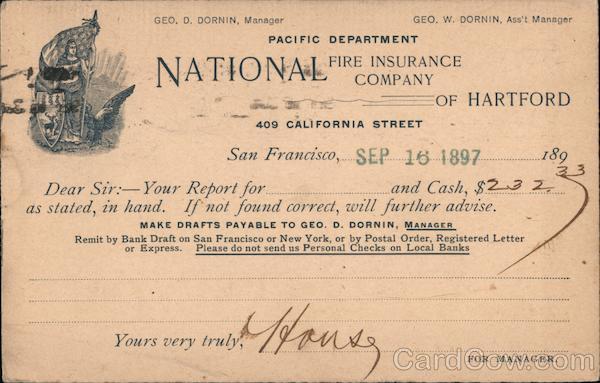 GEO. D. DORNIN, Manager GEO. W. DORNIN, Ass't Manager
PACIFIC DEPARTMENT
NATIONAL FIRE INSURANCE COMPANY
OF HARTFORD
409 CALIFORNIA STREET
San Francisco, SEP 16 1897 189
Dear Sir:—Your Report for and Cash, $232.33
as stated, in hand. If not found correct, will further advise.
MAKE DRAFTS PAYABLE TO GEO. D. DORNIN, MANAGER
Remit by Bank Draft on San Francisco or New York, or by Postal Order, Registered Letter
or Express. Please do not send us Personal Checks on Local Banks
Yours very truly,
FOR MANAGER.
CardCow.com